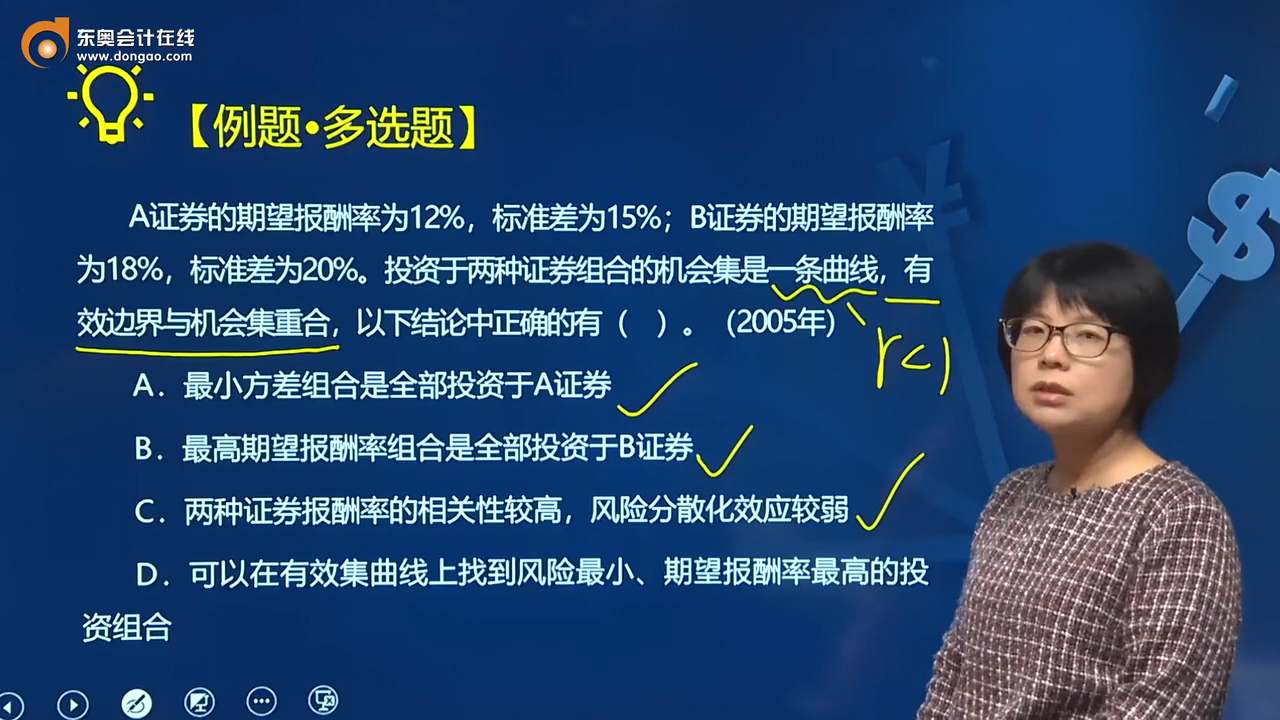 东奥会计在线
www.dongao.com
【例题•多选题】
A证券的期望报酬率为12%，标准差为15%；B证券的期望报酬率
为18%，标准差为20%。投资于两种证券组合的机会集是一条曲线，有
效边界与机会集重合，以下结论中正确的有（ ）。（2005年）
r<1
A．最小方差组合是全部投资于A证券
B．最高期望报酬率组合是全部投资于B证券
C．两种证券报酬率的相关性较高，风险分散化效应较弱
D．可以在有效集曲线上找到风险最小、期望报酬率最高的投
资组合